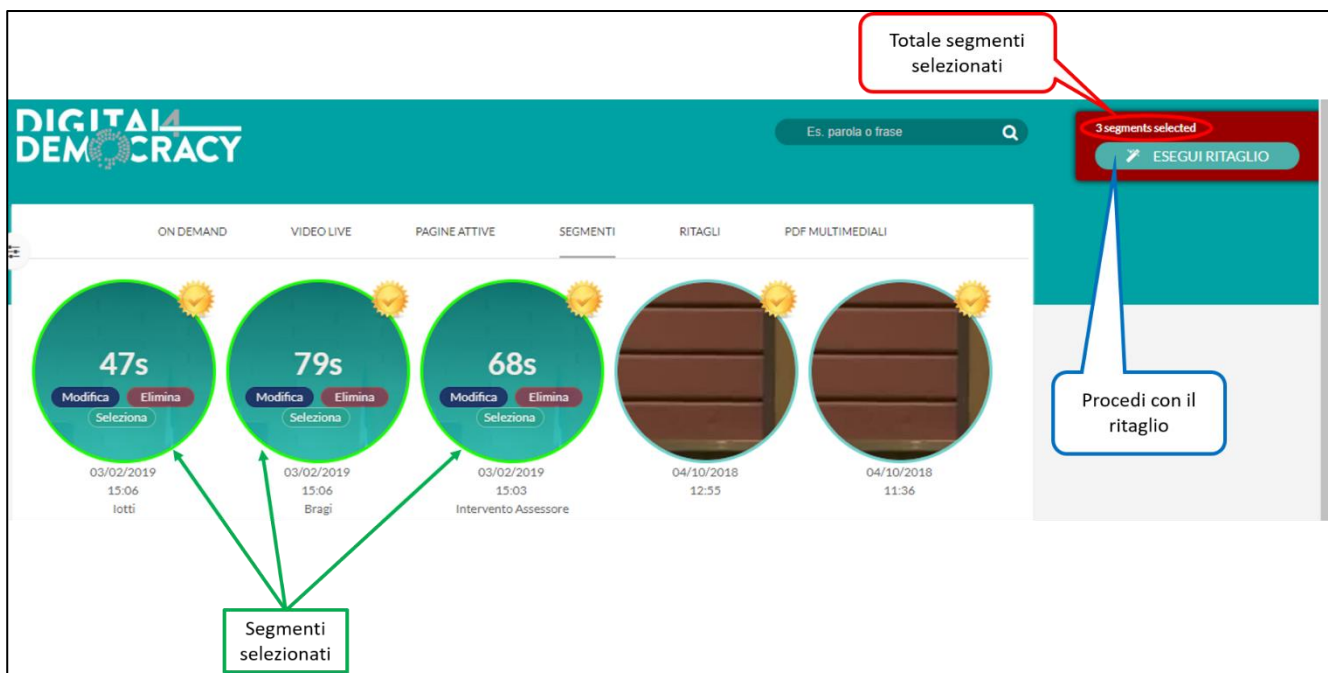 Totale segmenti
selezionati
DIGITAL4
DEMOCRACY
Es. parola o frase
3 segments selected
ESEGUI RITAGLIO
ON DEMAND
VIDEO LIVE
PAGINE ATTIVE
SEGMENTI
RITAGLI
PDF MULTIMEDIALI
47s
Modifica
Elimina
Seleziona
03/02/2019
15:06
Iotti
79s
Modifica
Elimina
Seleziona
03/02/2019
15:06
Bragi
68s
Modifica
Elimina
Seleziona
03/02/2019
15:03
Intervento Assessore
04/10/2018
12:55
04/10/2018
11:36
Procedi con il
ritaglio
Segmenti
selezionati